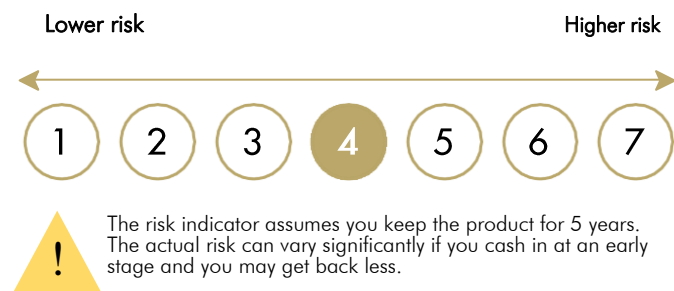 Lower risk
Higher risk
1 2 3 4 5 6 7
!
The risk indicator assumes you keep the product for 5 years.
The actual risk can vary significantly if you cash in at an early
stage and you may get back less.